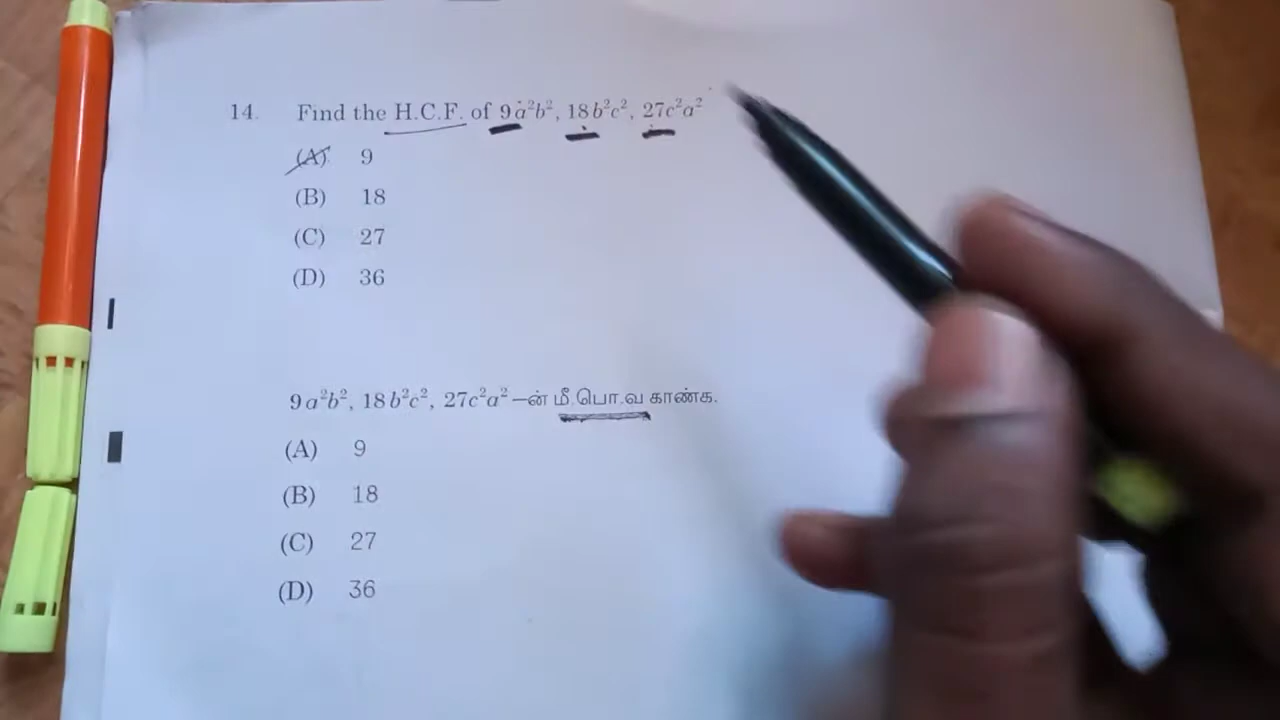 14. Find the H.C.F. of 9a²b², 18b²c², 27c²a²
(A) 9
(B) 18
(C) 27
(D) 36
9a²b², 18b²c², 27c²a² –ன் மீ.பொ.வ காண்க.
(A) 9
(B) 18
(C) 27
(D) 36